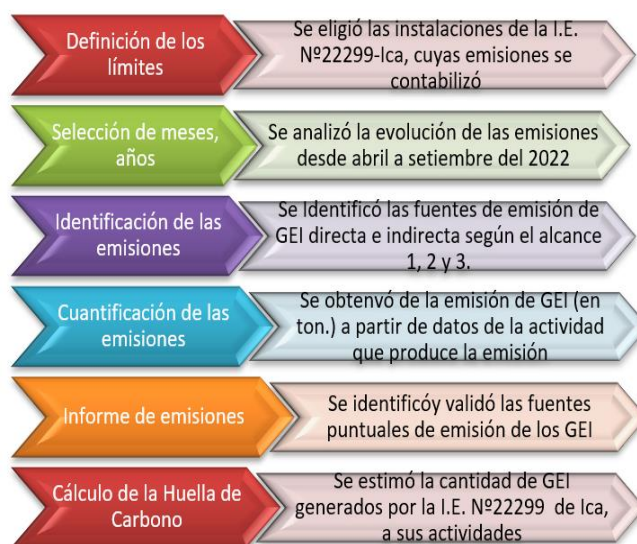 Definición de los
límites
Se eligió las instalaciones de la I.E.
Nº22299-Ica, cuyas emisiones se
contabilizó
Selección de meses,
años
Se analizó la evolución de las emisiones
desde abril a setiembre del 2022
Identificación de las
emisiones
Se Identificó las fuentes de emisión de
GEI directa e indirecta según el alcance
1, 2 y 3.
Cuantificación de las
emisiones
Se obtenvó de la emisión de GEI (en
ton.) a partir de datos de la actividad
que produce la emisión
Informe de emisiones
Se identificóy validó las fuentes
puntuales de emisión de los GEI
Cálculo de la Huella de
Carbono
Se estimó la cantidad de GEI
generados por la I.E. Nº22299 de Ica,
a sus actividades